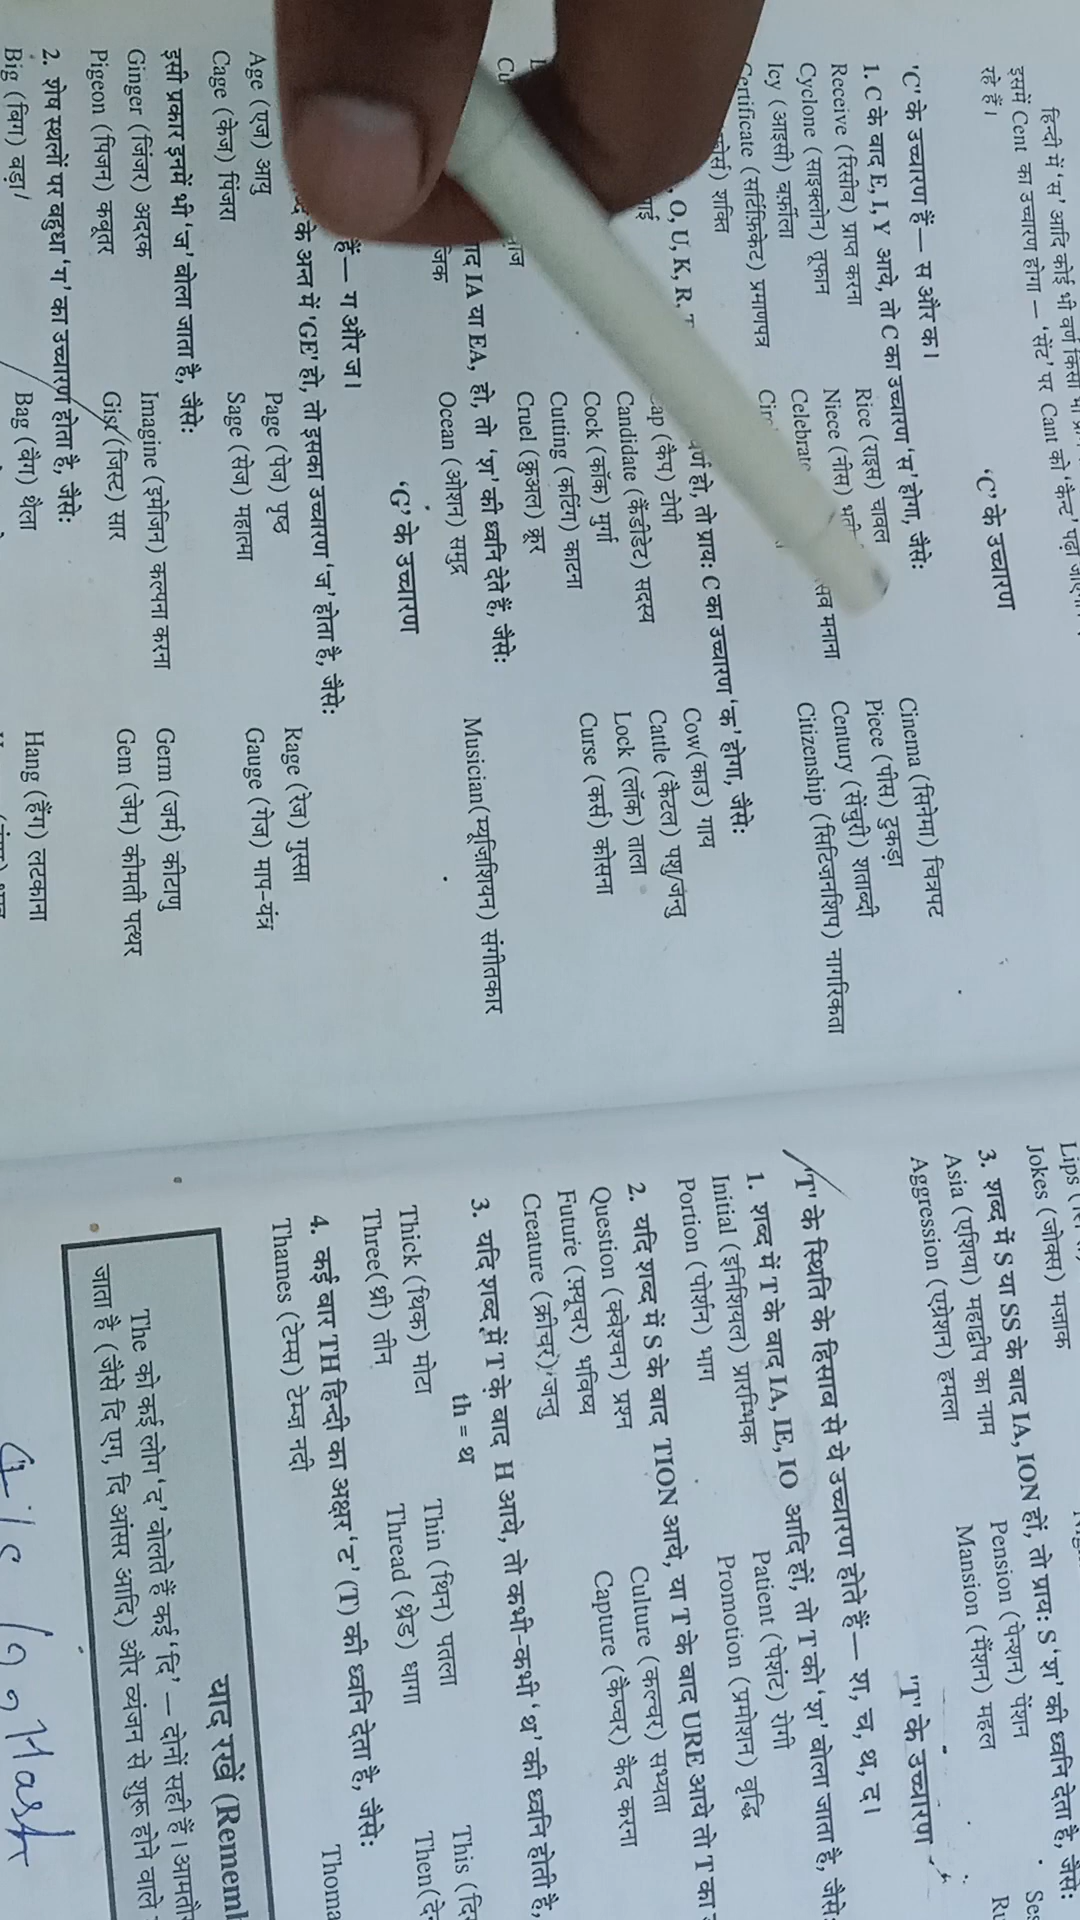 हिन्दी में 'स' आदि कोई भी वर्ण किसी भी
इसमें Cent का उच्चारण होगा – 'सेंट' पर Cant को 'कैन्ट' पढ़ा
रहे हैं।
'C' के उच्चारण
'C' के उच्चारण हैं— स और क।
1. C के बाद E, I, Y आये, तो C का उच्चारण 'स' होगा, जैसे:
Receive (रिसीव) प्राप्त करना Rice (राइस) चावल Cinema (सिनेमा) चित्रपट
Cyclone (साइक्लोन) तूफान Niece (नीस) Piece (पीस) टुकड़ा
Icy (आइसी) बर्फ़ीला Celebrate मनाना Century (सेंचुरी) शताब्दी
Certificate (सर्टिफ़िकेट) प्रमाणपत्र Citizenship (सिटिजनशिप) नागरिकता
शक्ति
O, U, K, R, हो, तो प्रायः C का उच्चारण 'क' होगा, जैसे:
(कैप) टोपी Cow(काउ) गाय
Candidate (कैंडीडेट) सदस्य Cattle (कैटल) पशु/जन्तु
Cock (कॉक) मुर्गा Lock (लॉक) ताला
Cutting (कटिंग) काटना Curse (कर्स) कोसना
Cruel (क्रूअल) क्रूर
IA या EA, हो, तो 'श' की ध्वनि देते हैं, जैसे:
Ocean (ओशन) समुद्र Musician(म्यूजिशियन) संगीतकार
'G' के उच्चारण
हैं— ग और ज।
के अन्त में 'GE' हो, तो इसका उच्चारण 'ज' होता है, जैसे:
Age (एज) आयु Page (पेज) पृष्ठ Rage (रेज) गुस्सा
Cage (केज) पिंजरा Sage (सेज) महात्मा Gauge (गेज) माप-यंत्र
इसी प्रकार इनमें भी 'ज' बोला जाता है, जैसे:
Ginger (जिंजर) अदरक Imagine (इमेजिन) कल्पना करना Germ (जर्म) कीटाणु
Pigeon (पिजन) कबूतर Gist (जिस्ट) सार Gem (जेम) कीमती पत्थर
2. शेष स्थलों पर बहुधा 'ग' का उच्चारण होता है, जैसे:
Big (बिग) बड़ा Bag (बैग) थैला Hang (हैंग) लटकाना
Jokes (जोक्स) मजाक
3. शब्द में S या SS के बाद IA, ION हों, तो प्रायः S 'श' की ध्वनि देता है, जैसे:
Asia (एशिया) महाद्वीप का नाम Pension (पेन्शन) पेंशन
Aggression (एग्रेशन) हमला Mansion (मैंशन) महल
'T' के उच्चारण
'T' के स्थिति के हिसाब से ये उच्चारण होते हैं— श, च, थ, द।
1. शब्द में T के बाद IA, IE, IO आदि हों, तो T को 'श' बोला जाता है, जैसे:
Initial (इनिशियल) प्रारम्भिक Patient (पेशंट) रोगी
Portion (पोर्शन) भाग Promotion (प्रमोशन) वृद्धि
2. यदि शब्द में S के बाद TION आये, या T के बाद URE आये तो T का
Question (क्वेश्चन) प्रश्न Culture (कल्चर) सभ्यता
Future (फ़्यूचर) भविष्य Capture (कैप्चर) कैद करना
Creature (क्रीचर) जन्तु
3. यदि शब्द में T के बाद H आये, तो कभी-कभी 'थ' की ध्वनि होती है,
th = थ
Thick (थिक) मोटा Thin (थिन) पतला This
Three(थ्री) तीन Thread (थ्रेड) धागा Then
4. कई बार TH हिन्दी का अक्षर 'ट' (T) की ध्वनि देता है, जैसे:
Thames (टेम्स) टेम्ज नदी
याद रखें
The को कई लोग 'द' बोलते हैं कई 'दि' – दोनों सही हैं।
जाता है (जैसे दि एग, दि आंसर आदि) और व्यंजन से शुरू होने वाले